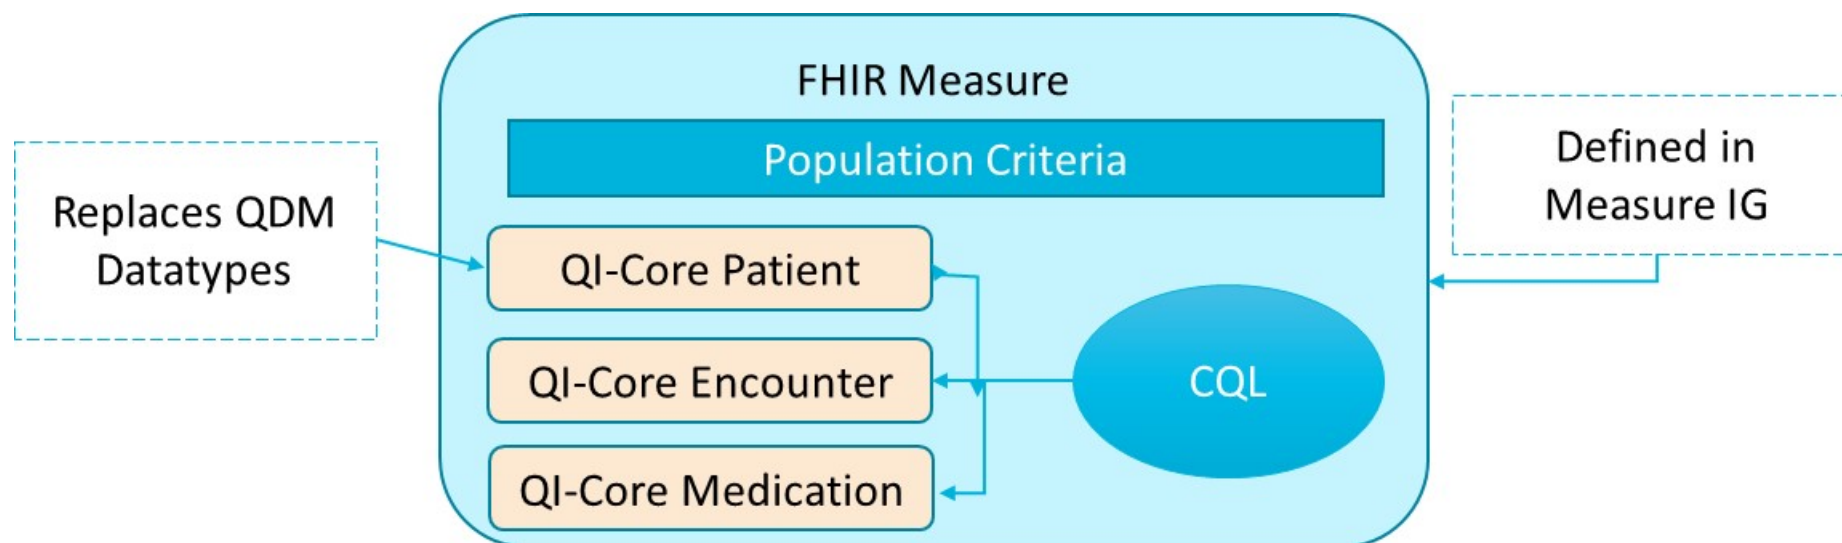 FHIR Measure
Population Criteria
Replaces QDM
Datatypes
Defined in
Measure IG
QI-Core Patient
QI-Core Encounter
QI-Core Medication
CQL